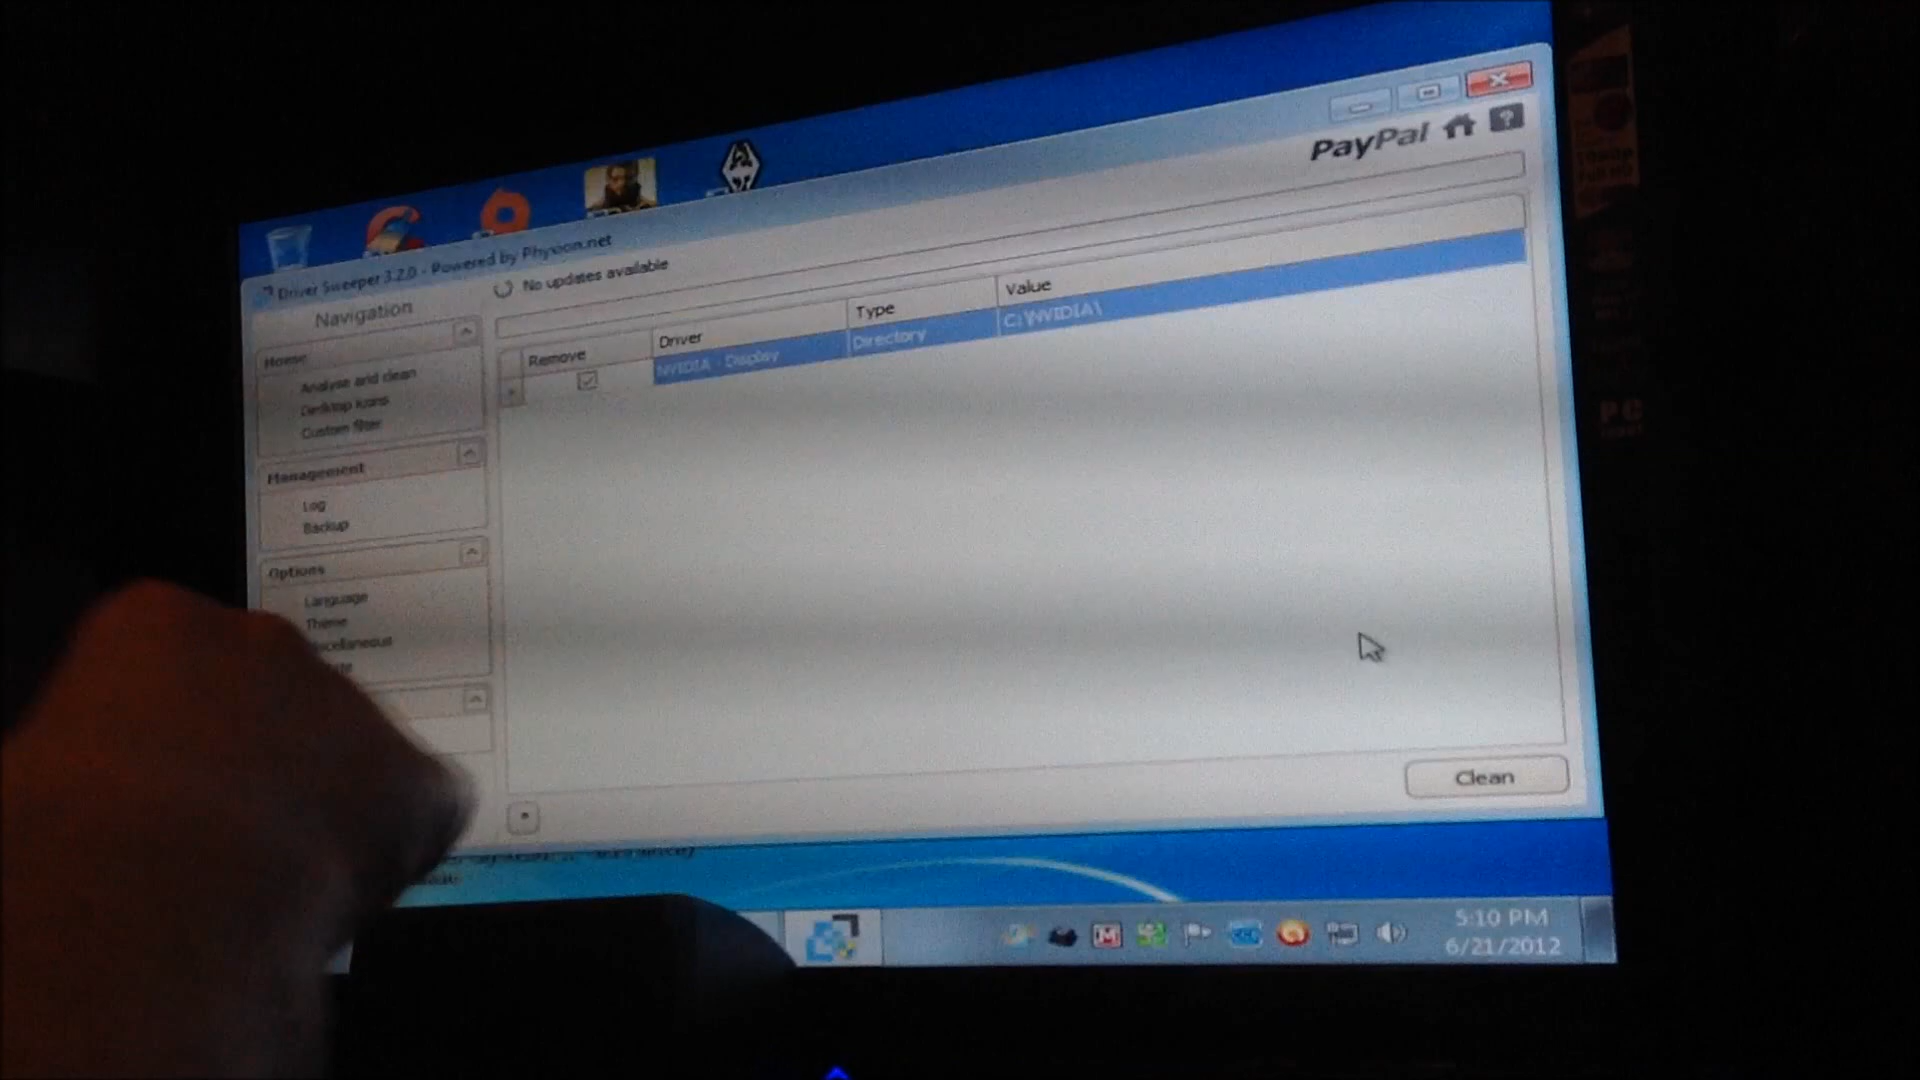 Driver Sweeper 3.2.0 - Powered by Phyxion.net
PayPal
No updates available
Navigation
Home
Analyse and clean
Desktop icons
Custom filter
Management
Log
Backup
Options
Language
Theme
Remove Driver Type Value
NVIDIA - Display Directory C:\NVIDIA\
Clean
5:10 PM
6/21/2012
PC